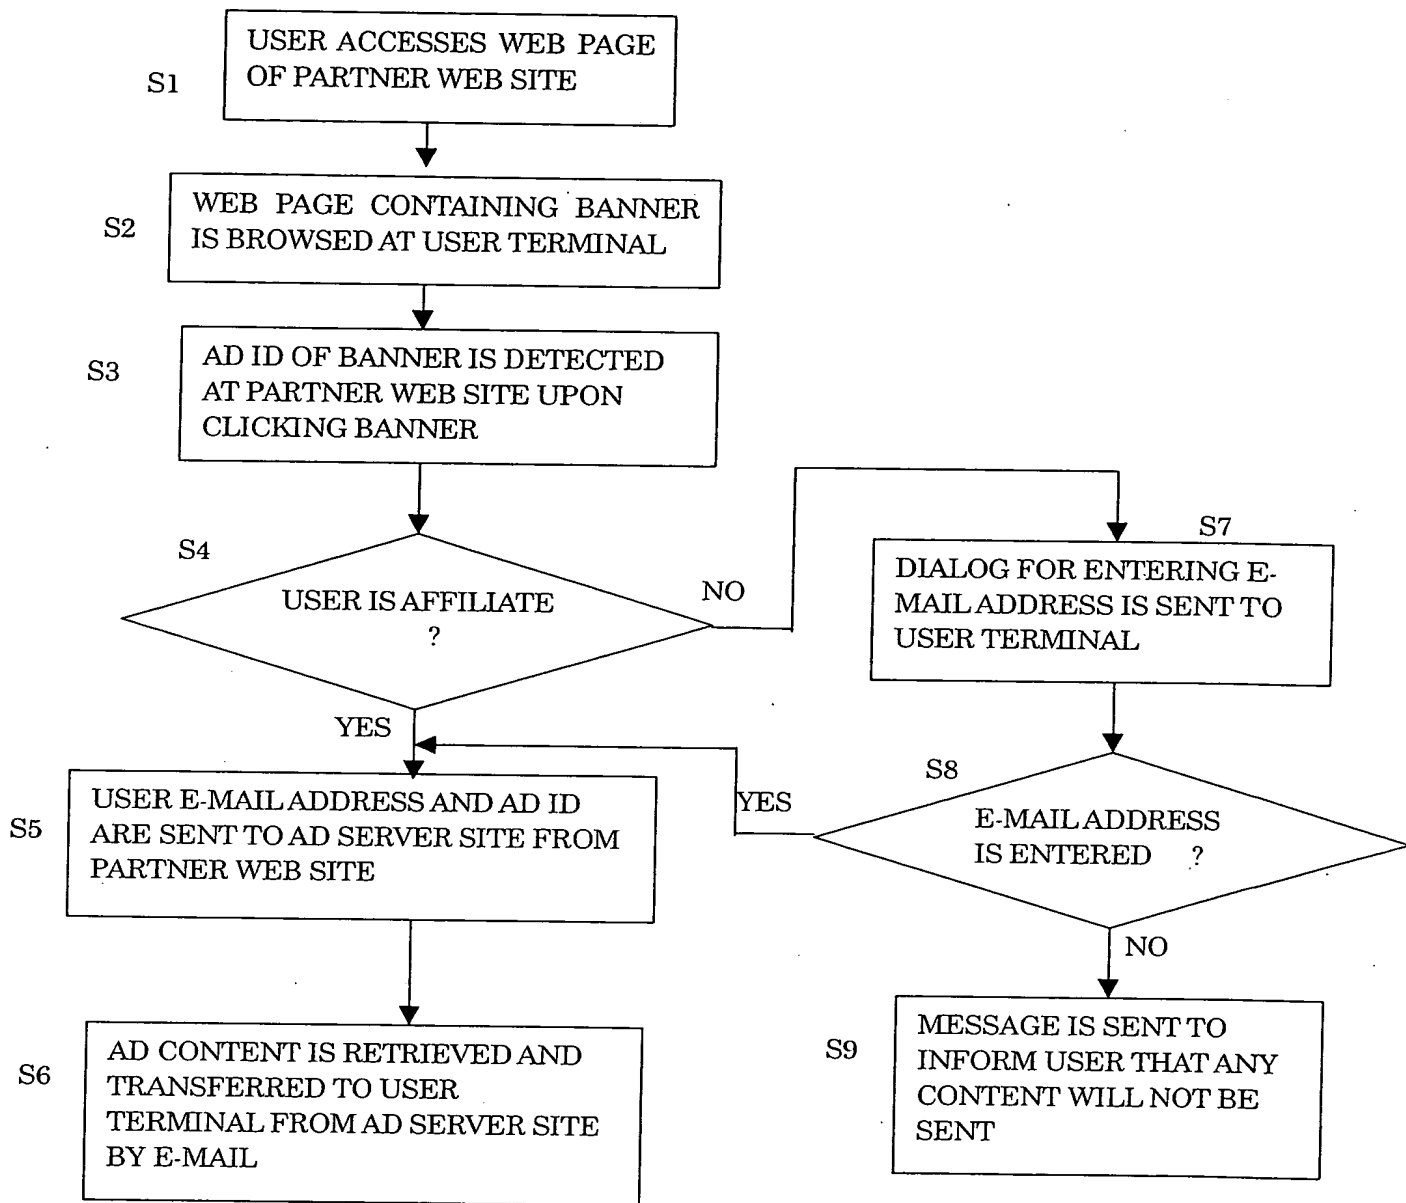 S1
USER ACCESSES WEB PAGE
OF PARTNER WEB SITE
S2
WEB PAGE CONTAINING BANNER
IS BROWSED AT USER TERMINAL
S3
AD ID OF BANNER IS DETECTED
AT PARTNER WEB SITE UPON
CLICKING BANNER
S4
USER IS AFFILIATE
?
NO
YES
S5
USER E-MAIL ADDRESS AND AD ID
ARE SENT TO AD SERVER SITE FROM
PARTNER WEB SITE
S6
AD CONTENT IS RETRIEVED AND
TRANSFERRED TO USER
TERMINAL FROM AD SERVER SITE
BY E-MAIL
S7
DIALOG FOR ENTERING E-
MAIL ADDRESS IS SENT TO
USER TERMINAL
S8
E-MAIL ADDRESS
IS ENTERED ?
YES
NO
S9
MESSAGE IS SENT TO
INFORM USER THAT ANY
CONTENT WILL NOT BE
SENT